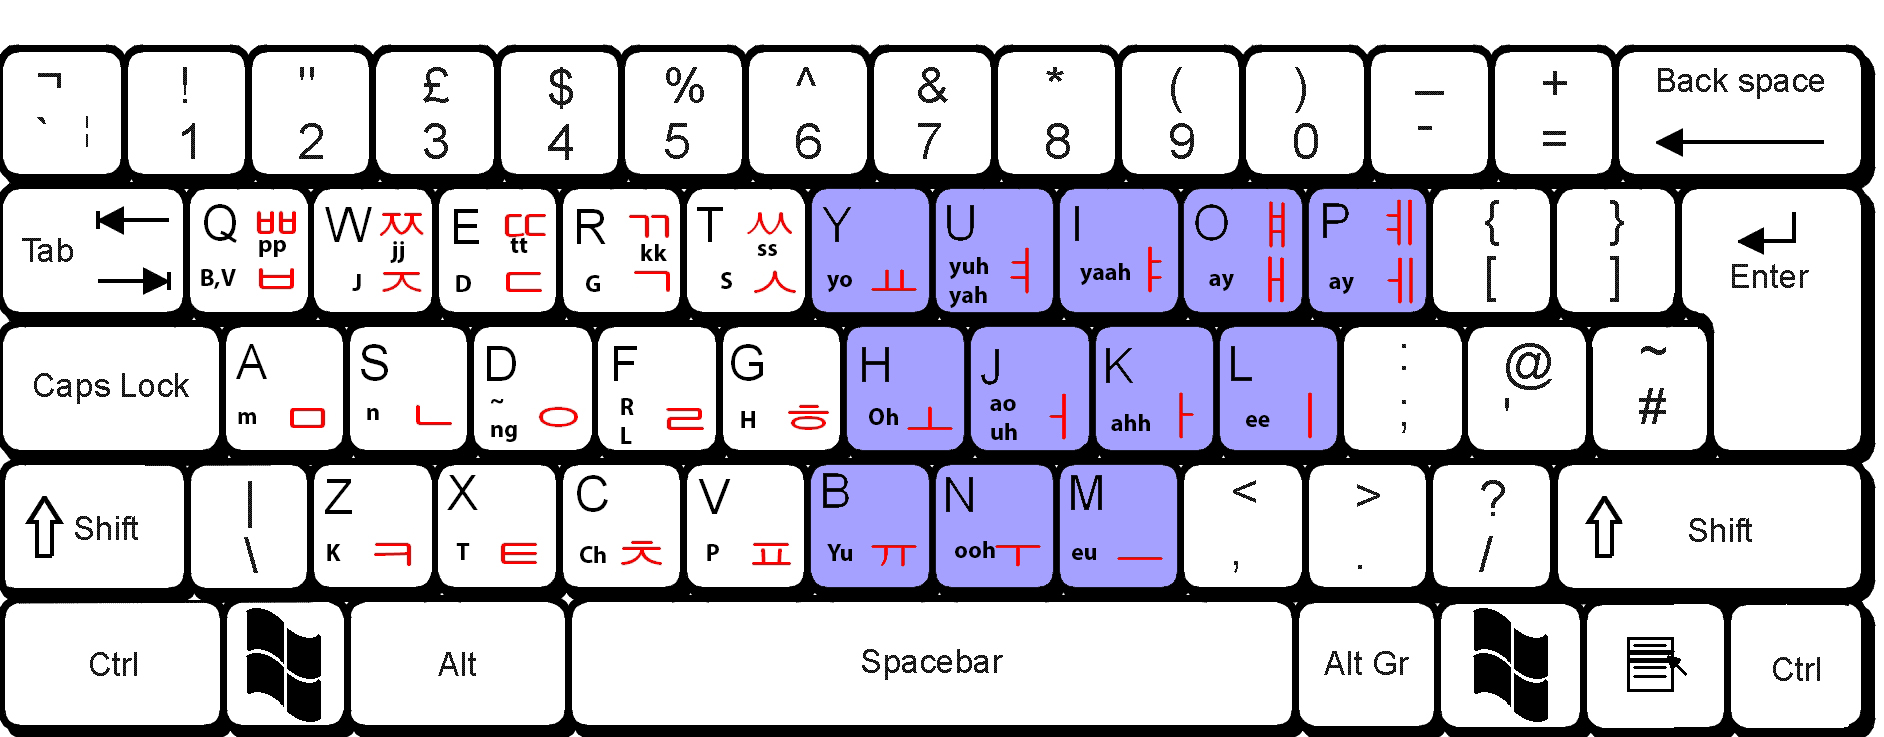 ¬ ! " £ $ % ^ & * ( ) _ + Back space
` ¦ 1 2 3 4 5 6 7 8 9 0 - =
Q ㅃ W ㅉ E ㄸ R ㄲ T ㅆ Y U I O ㅒ P ㅖ { }
Tab pp jj tt kk ss Enter
B,V ㅂ J ㅈ D ㄷ G ㄱ S ㅅ yo ㅛ yuh ㅕ yaah ㅑ ay ㅐ ay ㅔ [ ]
yah
A S D F G H J K L : @ ~
Caps Lock m ㅁ n ㄴ ~ ㅇ R ㄹ H ㅎ Oh ㅗ ao ㅓ ahh ㅏ ee ㅣ ; ' #
ng L uh
| Z X C V B N M < > ?
Shift \ K ㅋ T ㅌ Ch ㅊ P ㅍ Yu ㅠ ooh ㅜ eu ㅡ , . / Shift
Ctrl Alt Spacebar Alt Gr Ctrl